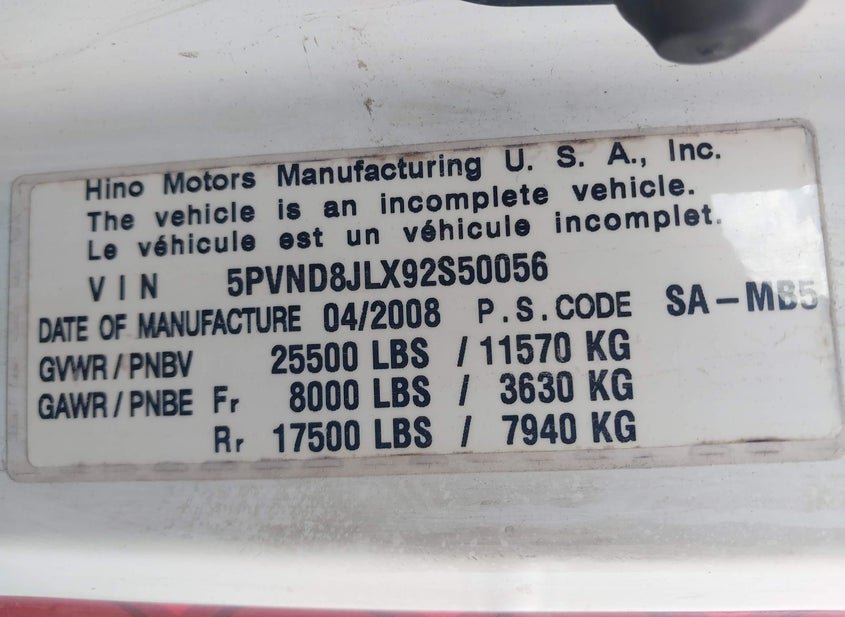 Hino Motors Manufacturing U. S. A., Inc.
The vehicle is an incomplete vehicle.
Le véhicule est un véhicule incomplet.
VIN 5PVND8JLX92S50056
DATE OF MANUFACTURE 04/2008 P.S.CODE SA-MB5
GVWR/PNBV 25500 LBS / 11570 KG
GAWR/PNBE Fr 8000 LBS / 3630 KG
Rr 17500 LBS / 7940 KG